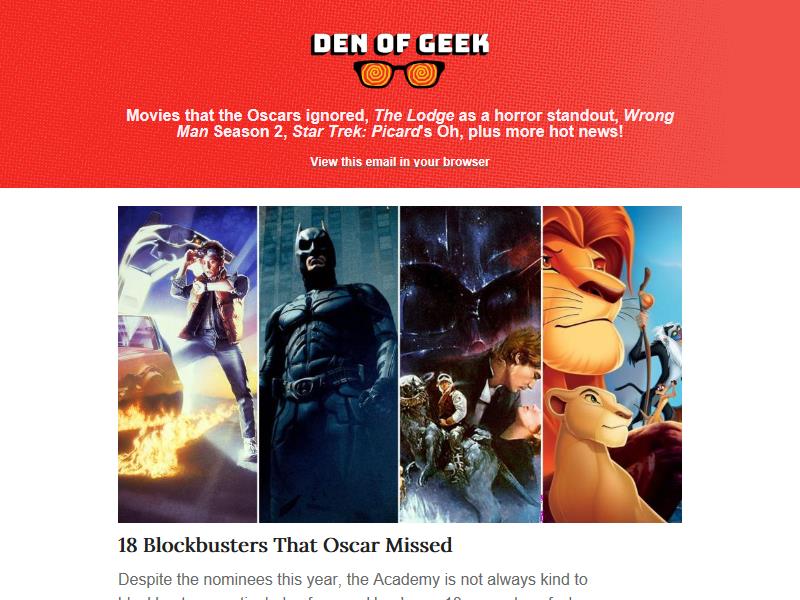 DEN OF GEEK
Movies that the Oscars ignored, The Lodge as a horror standout, Wrong
Man Season 2, Star Trek: Picard's Oh, plus more hot news!
View this email in your browser
18 Blockbusters That Oscar Missed
Despite the nominees this year, the Academy is not always kind to